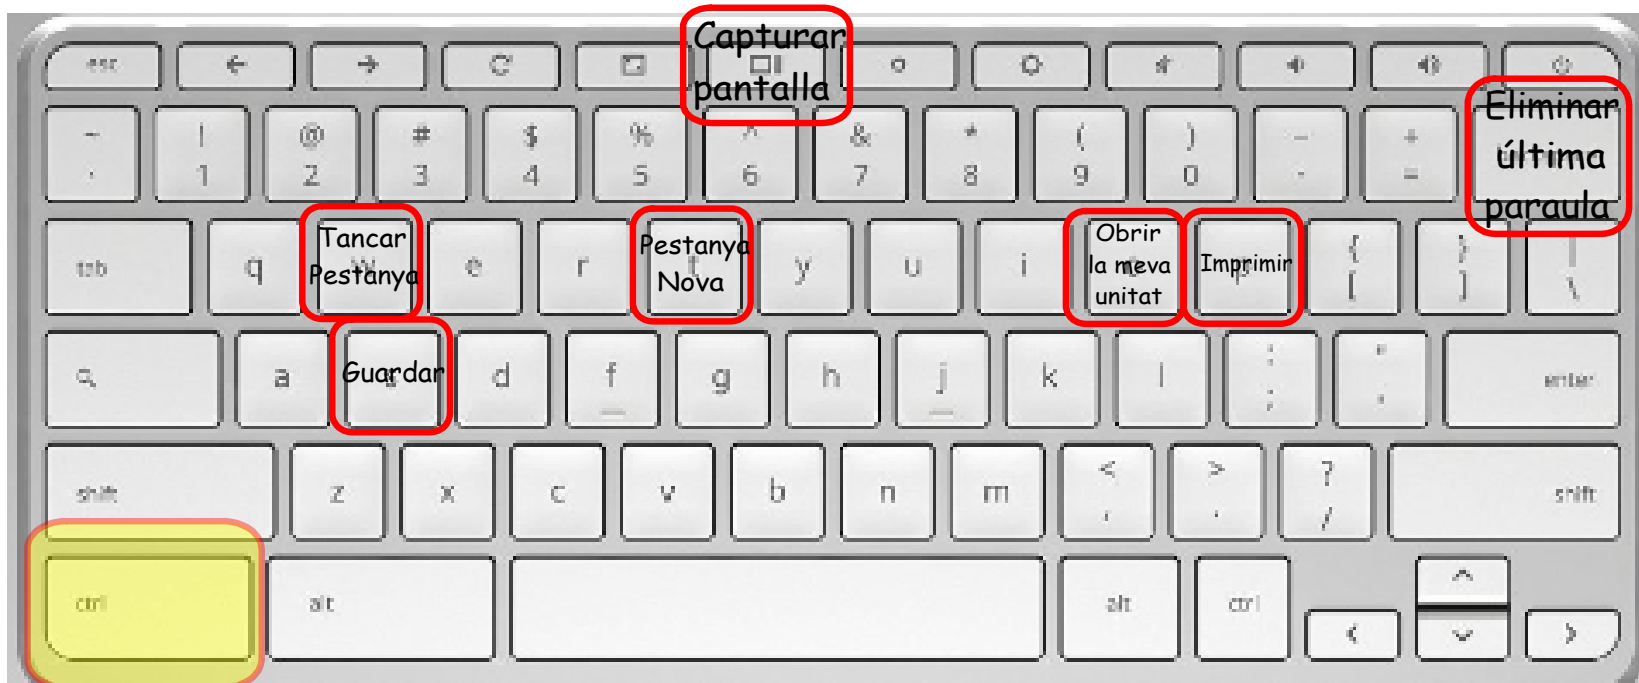 Capturar
pantalla
esc
Eliminar
última
paraula
~ ! @ # $ % ^ & * ( ) – +
1 2 3 4 5 6 7 8 9 0 - =
Tancar
Pestanya
Pestanya
Nova
Obrir
la meva
unitat
Imprimir
tab q e r t y u i { } |
[ ] \
Guardar
a d f g h j k l : "
; ' enter
shift z x c v b n m < > ? shift
, . /
ctrl alt alt ctrl